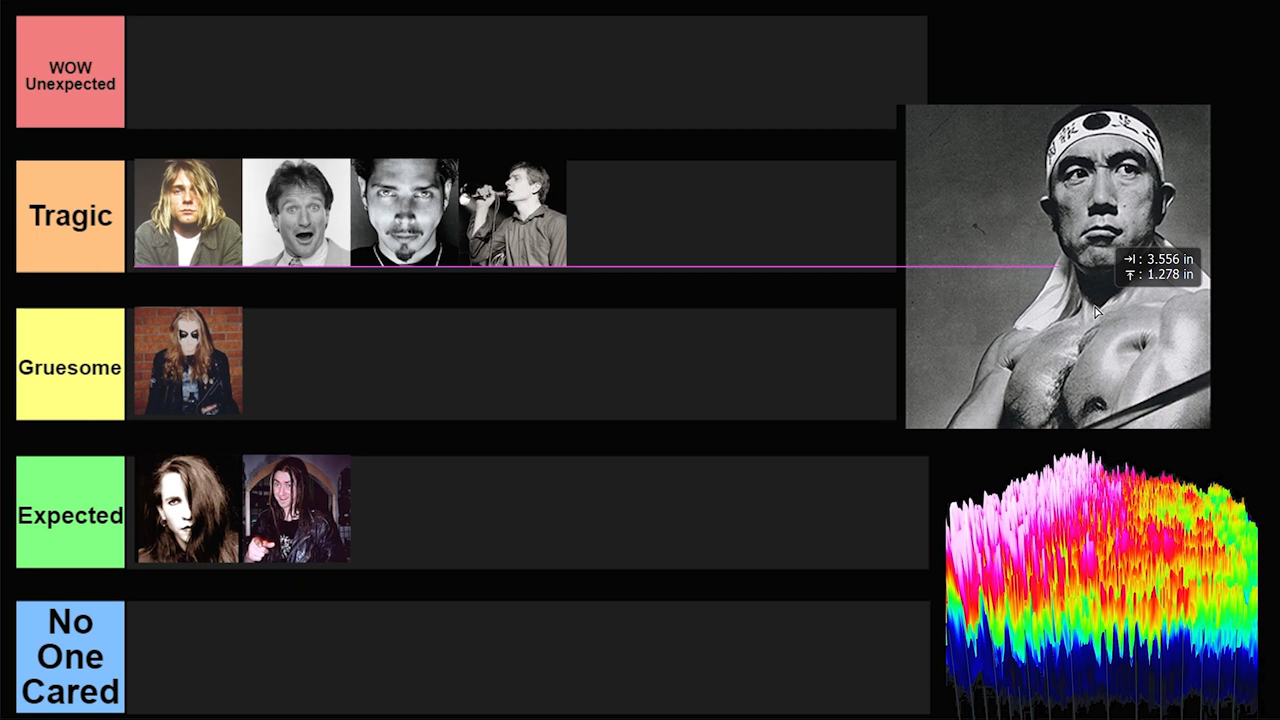 WOW
Unexpected
Tragic
→I : 3.556 in
⤒ : 1.278 in
Gruesome
Expected
No
One
Cared